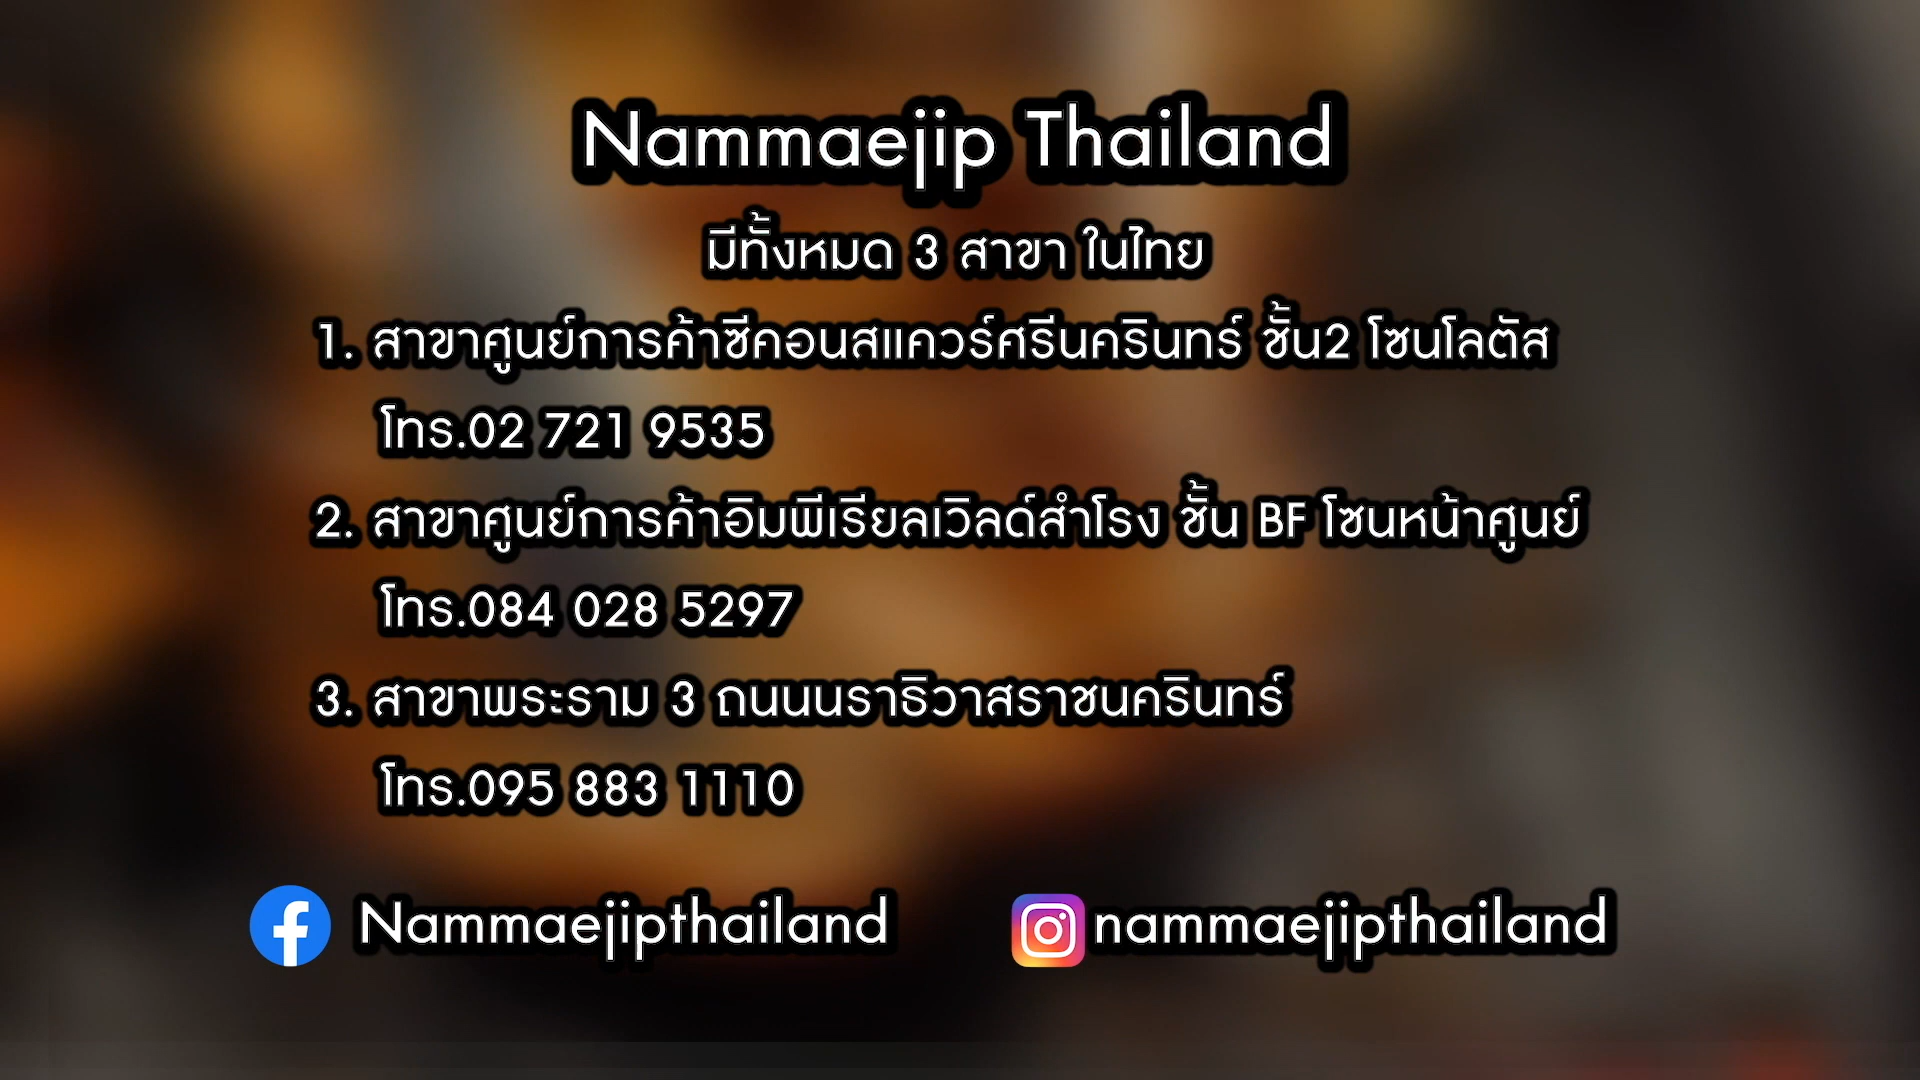 Nammaejip Thailand
มีทั้งหมด 3 สาขา ในไทย
1. สาขาศูนย์การค้าซีคอนสแควร์ศรีนครินทร์ ชั้น2 โซนโลตัส
โทร.02 721 9535
2. สาขาศูนย์การค้าอิมพีเรียลเวิลด์สำโรง ชั้น BF โซนหน้าศูนย์
โทร.084 028 5297
3. สาขาพระราม 3 ถนนนราธิวาสราชนครินทร์
โทร.095 883 1110
Nammaejipthailand
nammaejipthailand